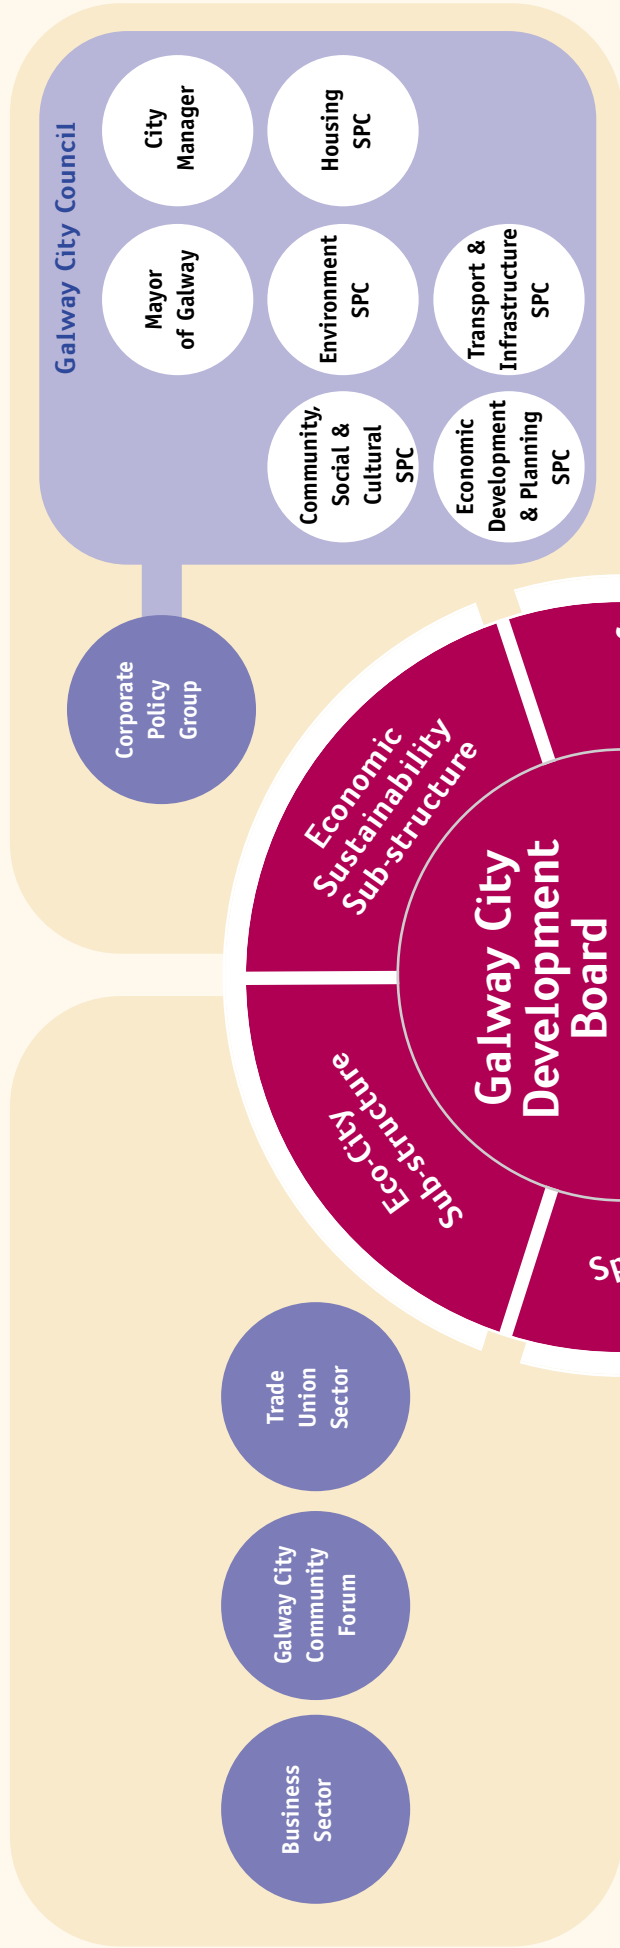 Galway City Council
City
Manager
Mayor
of Galway
Housing
SPC
Environment
SPC
Community,
Social &
Cultural
SPC
Transport &
Infrastructure
SPC
Economic
Development
& Planning
SPC
Corporate
Policy
Group
Economic
Sustainability
Sub-structure
Eco-City
Sub-structure
Galway City
Development
Board
Trade
Union
Sector
Galway City
Community
Forum
Business
Sector